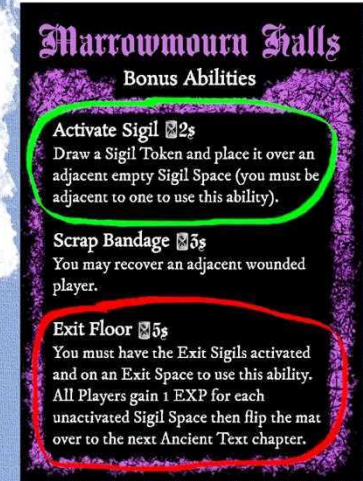 Marrowmourn Halls
Bonus Abilities
Activate Sigil 2s
Draw a Sigil Token and place it over an
adjacent empty Sigil Space (you must be
adjacent to one to use this ability).
Scrap Bandage 3s
You may recover an adjacent wounded
player.
Exit Floor 5s
You must have the Exit Sigils activated
and on an Exit Space to use this ability.
All Players gain 1 EXP for each
unactivated Sigil Space then flip the mat
over to the next Ancient Text chapter.